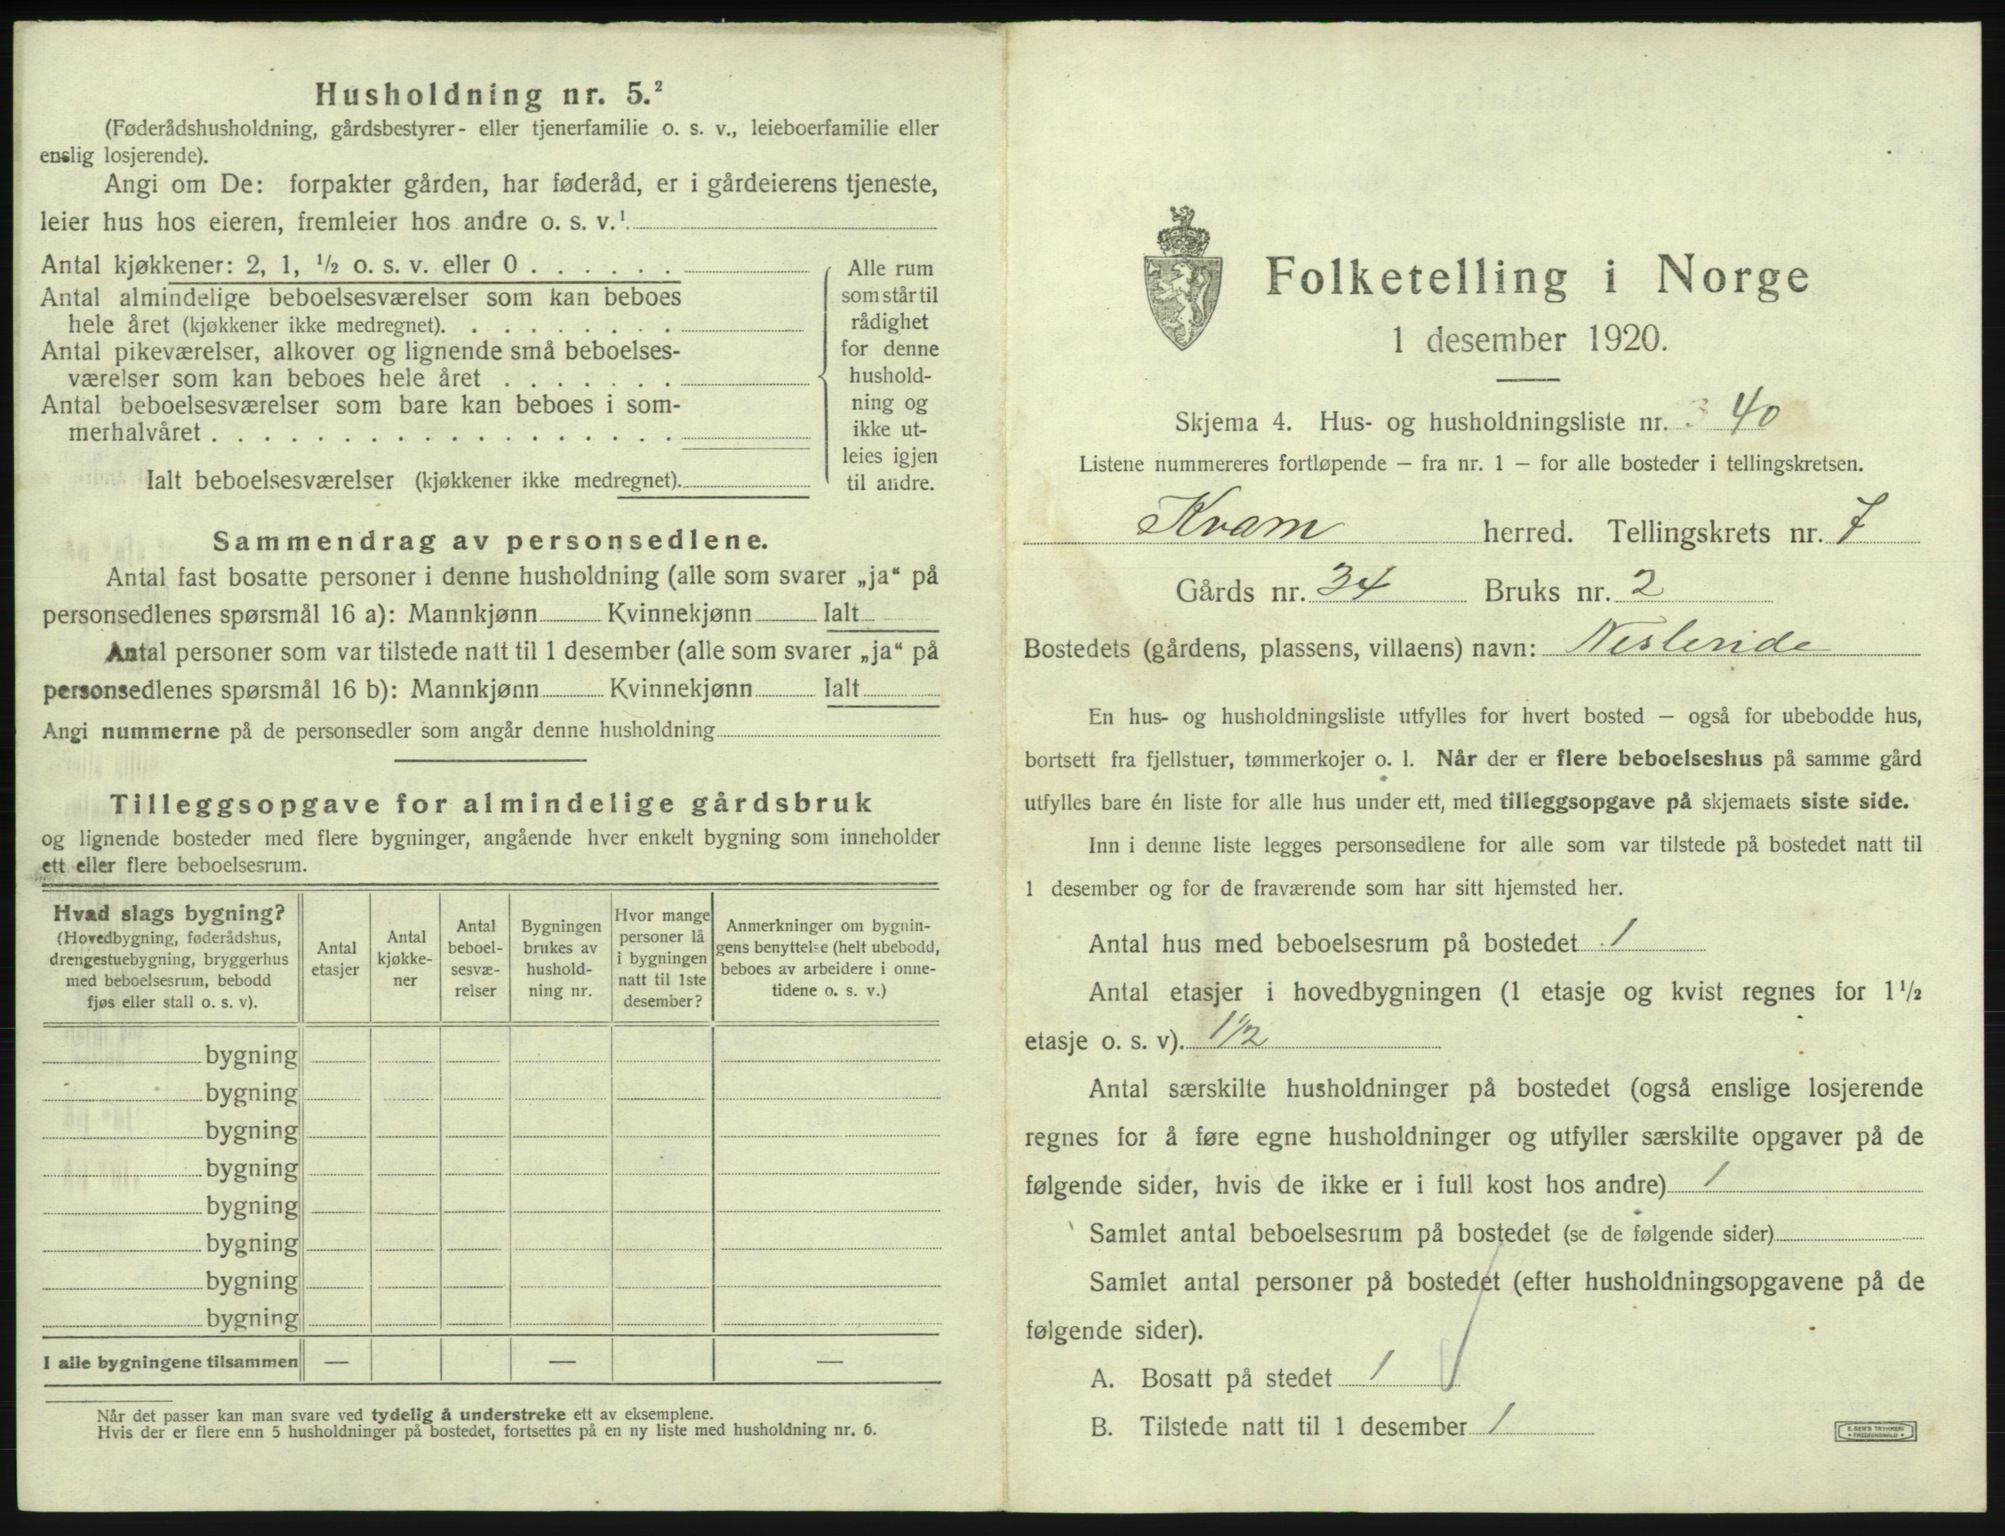 Husholdning nr. 5.²
(Føderådshusholdning, gårdsbestyrer- eller tjenerfamilie o. s. v., leieboerfamilie eller
enslig losjerende).
Angi om De: forpakter gården, har føderåd, er i gårdeierens tjeneste,
leier hus hos eieren, fremleier hos andre o. s. v.¹
Antal kjøkkener: 2, 1, ½ o. s. v. eller 0 . . . . . .
Antal almindelige beboelsesværelser som kan beboes
hele året (kjøkkener ikke medregnet). . . . . . . . .
Antal pikeværelser, alkover og lignende små beboelses-
værelser som kan beboes hele året . . . . . . .
Antal beboelsesværelser som bare kan beboes i som-
merhalvåret . . . . . . . . . . . . . . . . . .
Ialt beboelsesværelser (kjøkkener ikke medregnet).
Alle rum
som står til
rådighet
for denne
hushold-
ning og
ikke ut-
leies igjen
til andre.
Sammendrag av personsedlene.
Antal fast bosatte personer i denne husholdning (alle som svarer „ja“ på
personsedlenes spørsmål 16 a): Mannkjønn Kvinnekjønn Ialt
Antal personer som var tilstede natt til 1 desember (alle som svarer „ja“ på
personsedlenes spørsmål 16 b): Mannkjønn Kvinnekjønn Ialt
Angi nummerne på de personsedler som angår denne husholdning
Tilleggsopgave for almindelige gårdsbruk
og lignende bosteder med flere bygninger, angående hver enkelt bygning som inneholder
ett eller flere beboelsesrum.
Hvad slags bygning?
(Hovedbygning, føderådshus,
drengestuebygning, bryggerhus
med beboelsesrum, bebodd
fjøs eller stall o. s. v).
Antal
etasjer
Antal
kjøkke-
ner
Antal
beboel-
sesvæ-
relser
Bygningen
brukes av
hushold-
ning nr.
Hvor mange
personer lå
i bygningen
natt til 1ste
desember?
Anmerkninger om bygnin-
gens benyttelse (helt ubebodd,
beboes av arbeidere i onne-
tidene o. s. v.)
bygning
bygning
bygning
bygning
bygning
bygning
bygning
bygning
I alle bygningene tilsammen — — —
Når det passer kan man svare ved tydelig å understreke ett av eksemplene.
Hvis der er flere enn 5 husholdninger på bostedet, fortsettes på en ny liste med husholdning nr. 6.
Folketelling i Norge
1 desember 1920.
Skjema 4. Hus- og husholdningsliste nr. 40
Listene nummereres fortløpende – fra nr. 1 – for alle bosteder i tellingskretsen.
Kvam herred. Tellingskrets nr. 7
Gårds nr. 34 Bruks nr. 2
Bostedets (gårdens, plassens, villaens) navn:
En hus- og husholdningsliste utfylles for hvert bosted – også for ubebodde hus,
bortsett fra fjellstuer, tømmerkojer o. l. Når der er flere beboelseshus på samme gård
utfylles bare én liste for alle hus under ett, med tilleggsopgave på skjemaets siste side.
Inn i denne liste legges personsedlene for alle som var tilstede på bostedet natt til
1 desember og for de fraværende som har sitt hjemsted her.
Antal hus med beboelsesrum på bostedet 1
Antal etasjer i hovedbygningen (1 etasje og kvist regnes for 1½
etasje o. s. v). 1½
Antal særskilte husholdninger på bostedet (også enslige losjerende
regnes for å føre egne husholdninger og utfyller særskilte opgaver på de
følgende sider, hvis de ikke er i full kost hos andre) 1
Samlet antal beboelsesrum på bostedet (se de følgende sider)
Samlet antal personer på bostedet (efter husholdningsopgavene på de
følgende sider).
A. Bosatt på stedet 1
B. Tilstede natt til 1 desember 1